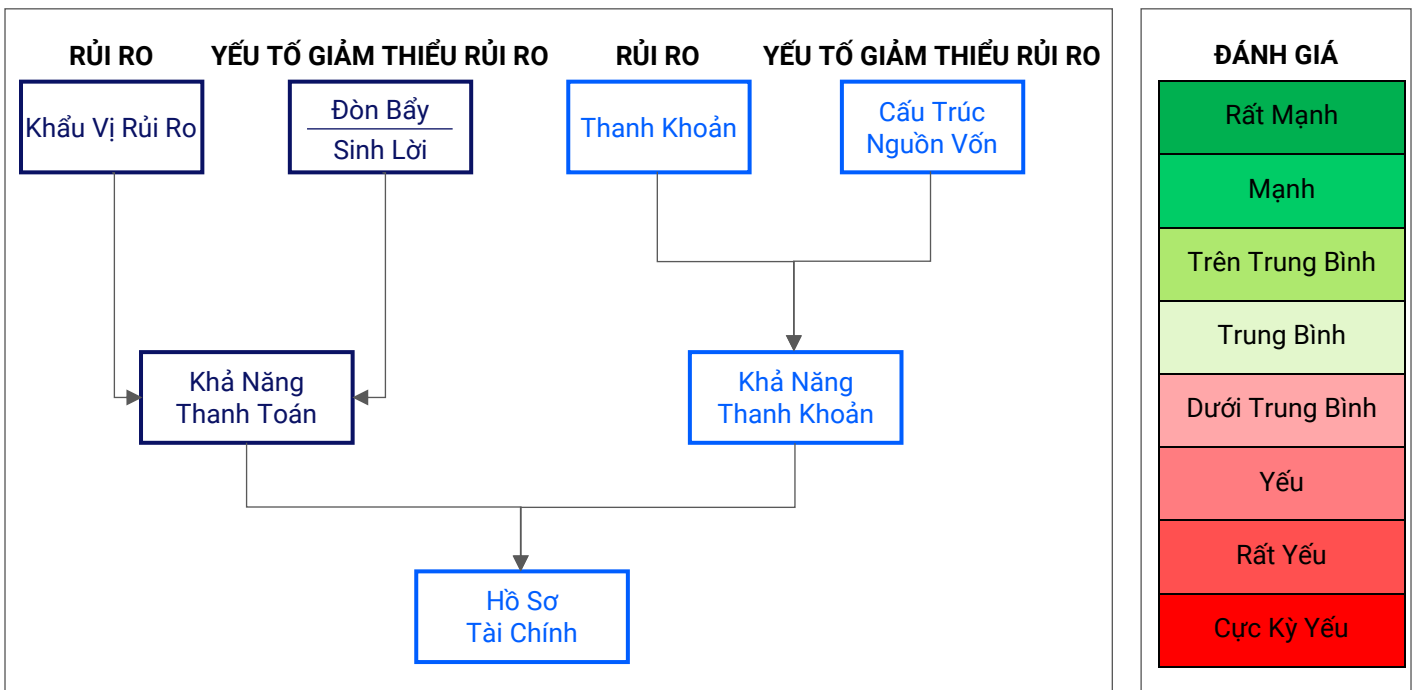 RỦI RO
YẾU TỐ GIẢM THIỂU RỦI RO
RỦI RO
YẾU TỐ GIẢM THIỂU RỦI RO
Khẩu Vị Rủi Ro
Đòn Bẩy
Sinh Lời
Thanh Khoản
Cấu Trúc
Nguồn Vốn
Khả Năng
Thanh Toán
Khả Năng
Thanh Khoản
Hồ Sơ
Tài Chính
ĐÁNH GIÁ
Rất Mạnh
Mạnh
Trên Trung Bình
Trung Bình
Dưới Trung Bình
Yếu
Rất Yếu
Cực Kỳ Yếu